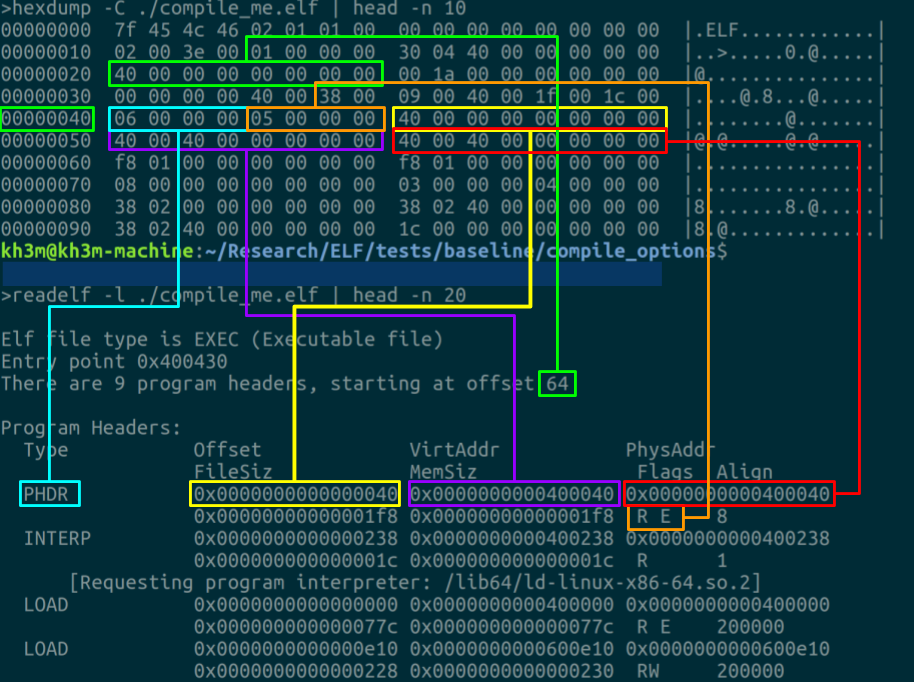 >hexdump -C ./compile_me.elf | head -n 10
00000000 7f 45 4c 46 02 01 01 00 00 00 00 00 00 00 00 00 |.ELF............|
00000010 02 00 3e 00 01 00 00 00 30 04 40 00 00 00 00 00 |..>.....0.@.....|
00000020 40 00 00 00 00 00 00 00 00 1a 00 00 00 00 00 00 |@...............|
00000030 00 00 00 00 40 00 38 00 09 00 40 00 1f 00 1c 00 |....@.8...@.....|
00000040 06 00 00 00 05 00 00 00 40 00 00 00 00 00 00 00 |........@.......|
00000050 40 00 40 00 00 00 00 00 40 00 40 00 00 00 00 00 |@.@.....@.@.....|
00000060 f8 01 00 00 00 00 00 00 f8 01 00 00 00 00 00 00 |................|
00000070 08 00 00 00 00 00 00 00 03 00 00 00 04 00 00 00 |................|
00000080 38 02 00 00 00 00 00 00 38 02 40 00 00 00 00 00 |8.......8.@.....|
00000090 38 02 40 00 00 00 00 00 1c 00 00 00 00 00 00 00 |8.@.............|
kh3m@kh3m-machine:~/Research/ELF/tests/baseline/compile_options$
>readelf -l ./compile_me.elf | head -n 20
Elf file type is EXEC (Executable file)
Entry point 0x400430
There are 9 program headers, starting at offset 64
Program Headers:
Type Offset VirtAddr PhysAddr
FileSiz MemSiz Flags Align
PHDR 0x0000000000000040 0x0000000000400040 0x0000000000400040
0x00000000000001f8 0x00000000000001f8 R E 8
INTERP 0x0000000000000238 0x0000000000400238 0x0000000000400238
0x000000000000001c 0x000000000000001c R 1
[Requesting program interpreter: /lib64/ld-linux-x86-64.so.2]
LOAD 0x0000000000000000 0x0000000000400000 0x0000000000400000
0x000000000000077c 0x000000000000077c R E 200000
LOAD 0x0000000000000e10 0x0000000000600e10 0x0000000000600e10
0x0000000000000228 0x0000000000000230 RW 200000